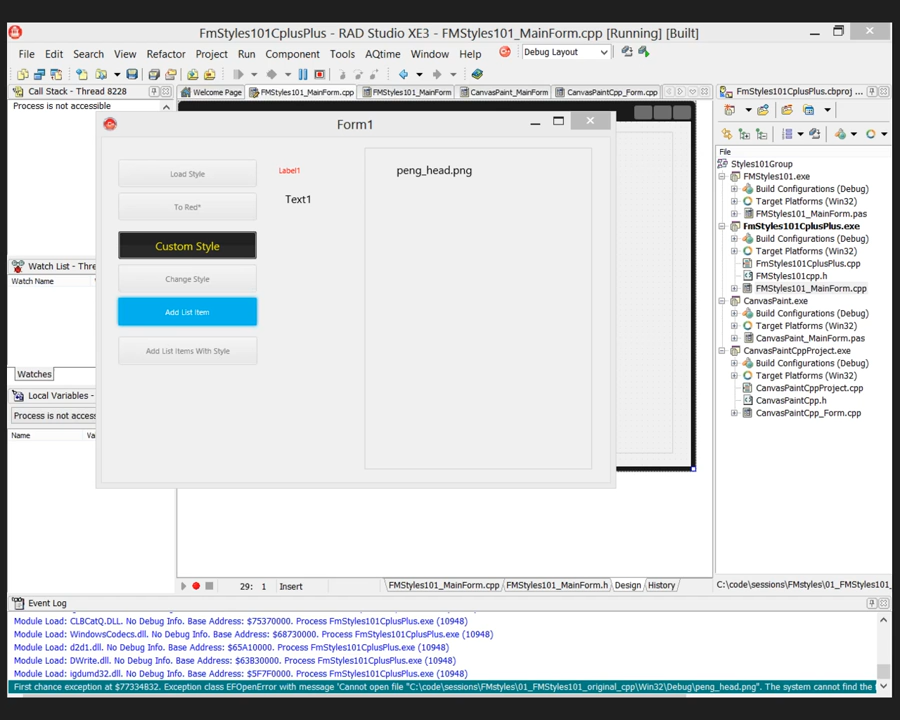 FmStyles101CplusPlus - RAD Studio XE3 - FMStyles101_MainForm.cpp [Running] [Built]
File Edit Search View Refactor Project Run Component Tools AQtime Window Help Debug Layout
Call Stack - Thread 8228
Process is not accessible
Welcome Page FMStyles101_MainForm.cpp FMStyles101_MainForm CanvasPaint_MainForm CanvasPaintCpp_Form.cpp
Form1
Load Style
To Red*
Custom Style
Change Style
Add List Item
Add List Items With Style
Label1
Text1
peng_head.png
Watch List - Thre
Watch Name
Watches
Local Variables -
Process is not access
Name Va
29: 1 Insert
FMStyles101_MainForm.cpp FMStyles101_MainForm.h Design History
FmStyles101CplusPlus.cbproj ...
File
Styles101Group
FMStyles101.exe
Build Configurations (Debug)
Target Platforms (Win32)
FMStyles101_MainForm.pas
FmStyles101CplusPlus.exe
Build Configurations (Debug)
Target Platforms (Win32)
FmStyles101CplusPlus.cpp
FMStyles101cpp.h
FMStyles101_MainForm.cpp
CanvasPaint.exe
Build Configurations (Debug)
Target Platforms (Win32)
CanvasPaint_MainForm.pas
CanvasPaintCppProject.exe
Build Configurations (Debug)
Target Platforms (Win32)
CanvasPaintCppProject.cpp
CanvasPaintCpp.h
CanvasPaintCpp_Form.cpp
C:\code\sessions\FMstyles\01_FMStyles101_
Event Log
Module Load: CLBCatQ.DLL. No Debug Info. Base Address: $75370000. Process FmStyles101CplusPlus.exe (10948)
Module Load: WindowsCodecs.dll. No Debug Info. Base Address: $68730000. Process FmStyles101CplusPlus.exe (10948)
Module Load: d2d1.dll. No Debug Info. Base Address: $65A10000. Process FmStyles101CplusPlus.exe (10948)
Module Load: DWrite.dll. No Debug Info. Base Address: $63830000. Process FmStyles101CplusPlus.exe (10948)
Module Load: igdumd32.dll. No Debug Info. Base Address: $5F7F0000. Process FmStyles101CplusPlus.exe (10948)
First chance exception at $77334B32. Exception class EFOpenError with message 'Cannot open file "C:\code\sessions\FMstyles\01_FMStyles101_original_cpp\Win32\Debug\peng_head.png". The system cannot find the